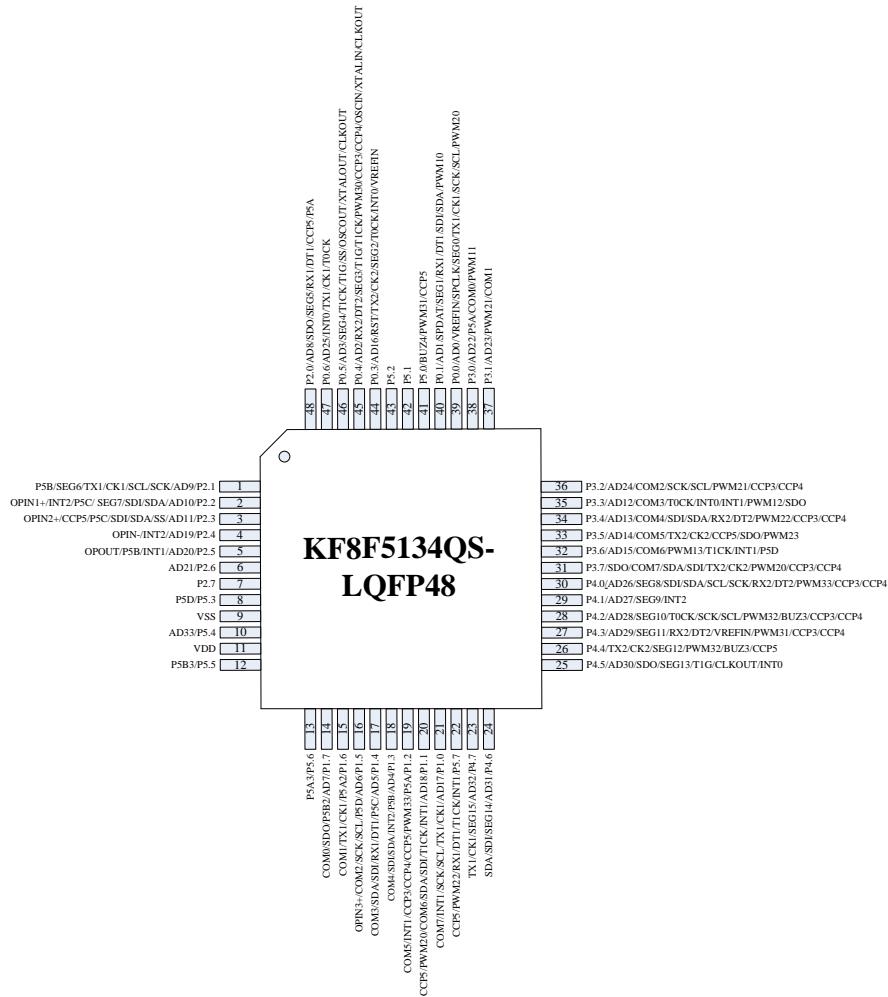 P2.0/AD8/SDO/SEG5/RX1/DT1/CCP5/P5A
P0.6/AD25/INT0/TX1/CK1/T0CK
P0.5/AD3/SEG4/T1CK/T1G/SS/OSCOUT/XTALOUT/CLKOUT
P0.4/AD2/RX2/DT2/SEG3/T1G/T1CK/PWM30/CCP3/CCP4/OSCIN/XTALIN/CLKOUT
P0.3/AD16/RST/TX2/CK2/SEG2/T0CK/INT0/VREFIN
P5.2
P5.1
P5.0/BUZ4/PWM31/CCP5
P0.1/AD1/SPDAT/SEG1/RX1/DT1/SDI/SDA/PWM10
P0.0/AD0/VREFIN/SPCLK/SEG0/TX1/CK1/SCK/SCL/PWM20
P3.0/AD22/P5A/COM0/PWM11
P3.1/AD23/PWM21/COM1
48 47 46 45 44 43 42 41 40 39 38 37
P5B/SEG6/TX1/CK1/SCL/SCK/AD9/P2.1 1
OPIN1+/INT2/P5C/ SEG7/SDI/SDA/AD10/P2.2 2
OPIN2+/CCP5/P5C/SDI/SDA/SS/AD11/P2.3 3
OPIN-/INT2/AD19/P2.4 4
OPOUT/P5B/INT1/AD20/P2.5 5
AD21/P2.6 6
P2.7 7
P5D/P5.3 8
VSS 9
AD33/P5.4 10
VDD 11
P5B3/P5.5 12
KF8F5134QS-
LQFP48
36 P3.2/AD24/COM2/SCK/SCL/PWM21/CCP3/CCP4
35 P3.3/AD12/COM3/T0CK/INT0/INT1/PWM12/SDO
34 P3.4/AD13/COM4/SDI/SDA/RX2/DT2/PWM22/CCP3/CCP4
33 P3.5/AD14/COM5/TX2/CK2/CCP5/SDO/PWM23
32 P3.6/AD15/COM6/PWM13/T1CK/INT1/P5D
31 P3.7/SDO/COM7/SDA/SDI/TX2/CK2/PWM20/CCP3/CCP4
30 P4.0/AD26/SEG8/SDI/SDA/SCL/SCK/RX2/DT2/PWM33/CCP3/CCP4
29 P4.1/AD27/SEG9/INT2
28 P4.2/AD28/SEG10/T0CK/SCK/SCL/PWM32/BUZ3/CCP3/CCP4
27 P4.3/AD29/SEG11/RX2/DT2/VREFIN/PWM31/CCP3/CCP4
26 P4.4/TX2/CK2/SEG12/PWM32/BUZ3/CCP5
25 P4.5/AD30/SDO/SEG13/T1G/CLKOUT/INT0
13 14 15 16 17 18 19 20 21 22 23 24
P5A3/P5.6
COM0/SDO/P5B2/AD7/P1.7
COM1/TX1/CK1/P5A2/P1.6
OPIN3+/COM2/SCK/SCL/P5D/AD6/P1.5
COM3/SDA/SDI/RX1/DT1/P5C/AD5/P1.4
COM4/SDI/SDA/INT2/P5B/AD4/P1.3
COM5/INT1/CCP3/CCP4/CCP5/PWM33/P5A/P1.2
CCP5/PWM20/COM6/SDA/SDI/T1CK/INT1/AD18/P1.1
COM7/INT1/SCK/SCL/TX1/CK1/AD17/P1.0
CCP5/PWM22/RX1/DT1/T1CK/INT1/P5.7
TX1/CK1/SEG15/AD32/P4.7
SDA/SDI/SEG14/AD31/P4.6